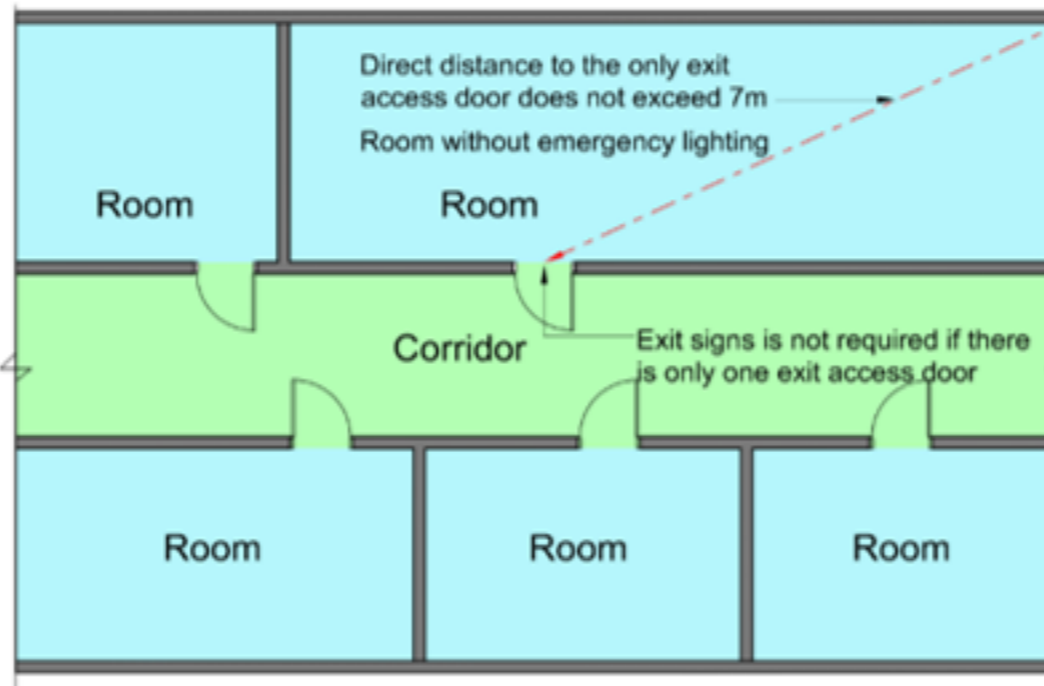 Direct distance to the only exit
access door does not exceed 7m
Room without emergency lighting
Room
Room
Corridor
Exit signs is not required if there
is only one exit access door
Room
Room
Room